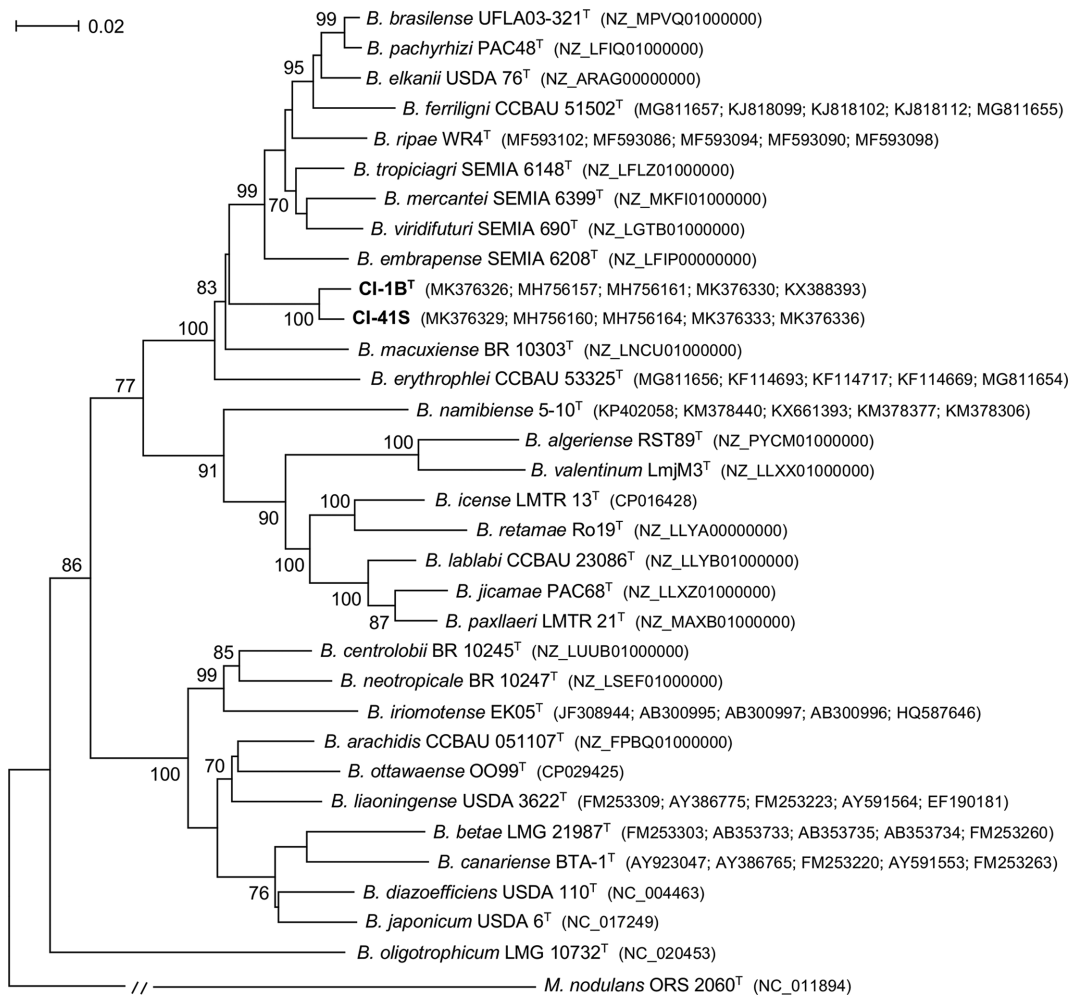 0.02
99
B. brasilense UFLA03-321ᵀ (NZ_MPVQ01000000)
B. pachyrhizi PAC48ᵀ (NZ_LFIQ01000000)
95
B. elkanii USDA 76ᵀ (NZ_ARAG00000000)
B. ferriligni CCBAU 51502ᵀ (MG811657; KJ818099; KJ818102; KJ818112; MG811655)
B. ripae WR4ᵀ (MF593102; MF593086; MF593094; MF593090; MF593098)
B. tropiciagri SEMIA 6148ᵀ (NZ_LFLZ01000000)
99
70
B. mercantei SEMIA 6399ᵀ (NZ_MKFI01000000)
B. viridifuturi SEMIA 690ᵀ (NZ_LGTB01000000)
B. embrapense SEMIA 6208ᵀ (NZ_LFIP00000000)
83
CI-1Bᵀ (MK376326; MH756157; MH756161; MK376330; KX388393)
100
CI-41S (MK376329; MH756160; MH756164; MK376333; MK376336)
100
B. macuxiense BR 10303ᵀ (NZ_LNCU01000000)
B. erythrophlei CCBAU 53325ᵀ (MG811656; KF114693; KF114717; KF114669; MG811654)
77
B. namibiense 5-10ᵀ (KP402058; KM378440; KX661393; KM378377; KM378306)
100
B. algeriense RST89ᵀ (NZ_PYCM01000000)
91
B. valentinum LmjM3ᵀ (NZ_LLXX01000000)
100
B. icense LMTR 13ᵀ (CP016428)
90
B. retamae Ro19ᵀ (NZ_LLYA00000000)
86
100
B. lablabi CCBAU 23086ᵀ (NZ_LLYB01000000)
B. jicamae PAC68ᵀ (NZ_LLXZ01000000)
100
87
B. paxllaeri LMTR 21ᵀ (NZ_MAXB01000000)
85
B. centrolobii BR 10245ᵀ (NZ_LUUB01000000)
99
B. neotropicale BR 10247ᵀ (NZ_LSEF01000000)
B. iriomotense EK05ᵀ (JF308944; AB300995; AB300997; AB300996; HQ587646)
B. arachidis CCBAU 051107ᵀ (NZ_FPBQ01000000)
100
70
B. ottawaense OO99ᵀ (CP029425)
B. liaoningense USDA 3622ᵀ (FM253309; AY386775; FM253223; AY591564; EF190181)
B. betae LMG 21987ᵀ (FM253303; AB353733; AB353735; AB353734; FM253260)
B. canariense BTA-1ᵀ (AY923047; AY386765; FM253220; AY591553; FM253263)
76
B. diazoefficiens USDA 110ᵀ (NC_004463)
B. japonicum USDA 6ᵀ (NC_017249)
B. oligotrophicum LMG 10732ᵀ (NC_020453)
//
M. nodulans ORS 2060ᵀ (NC_011894)